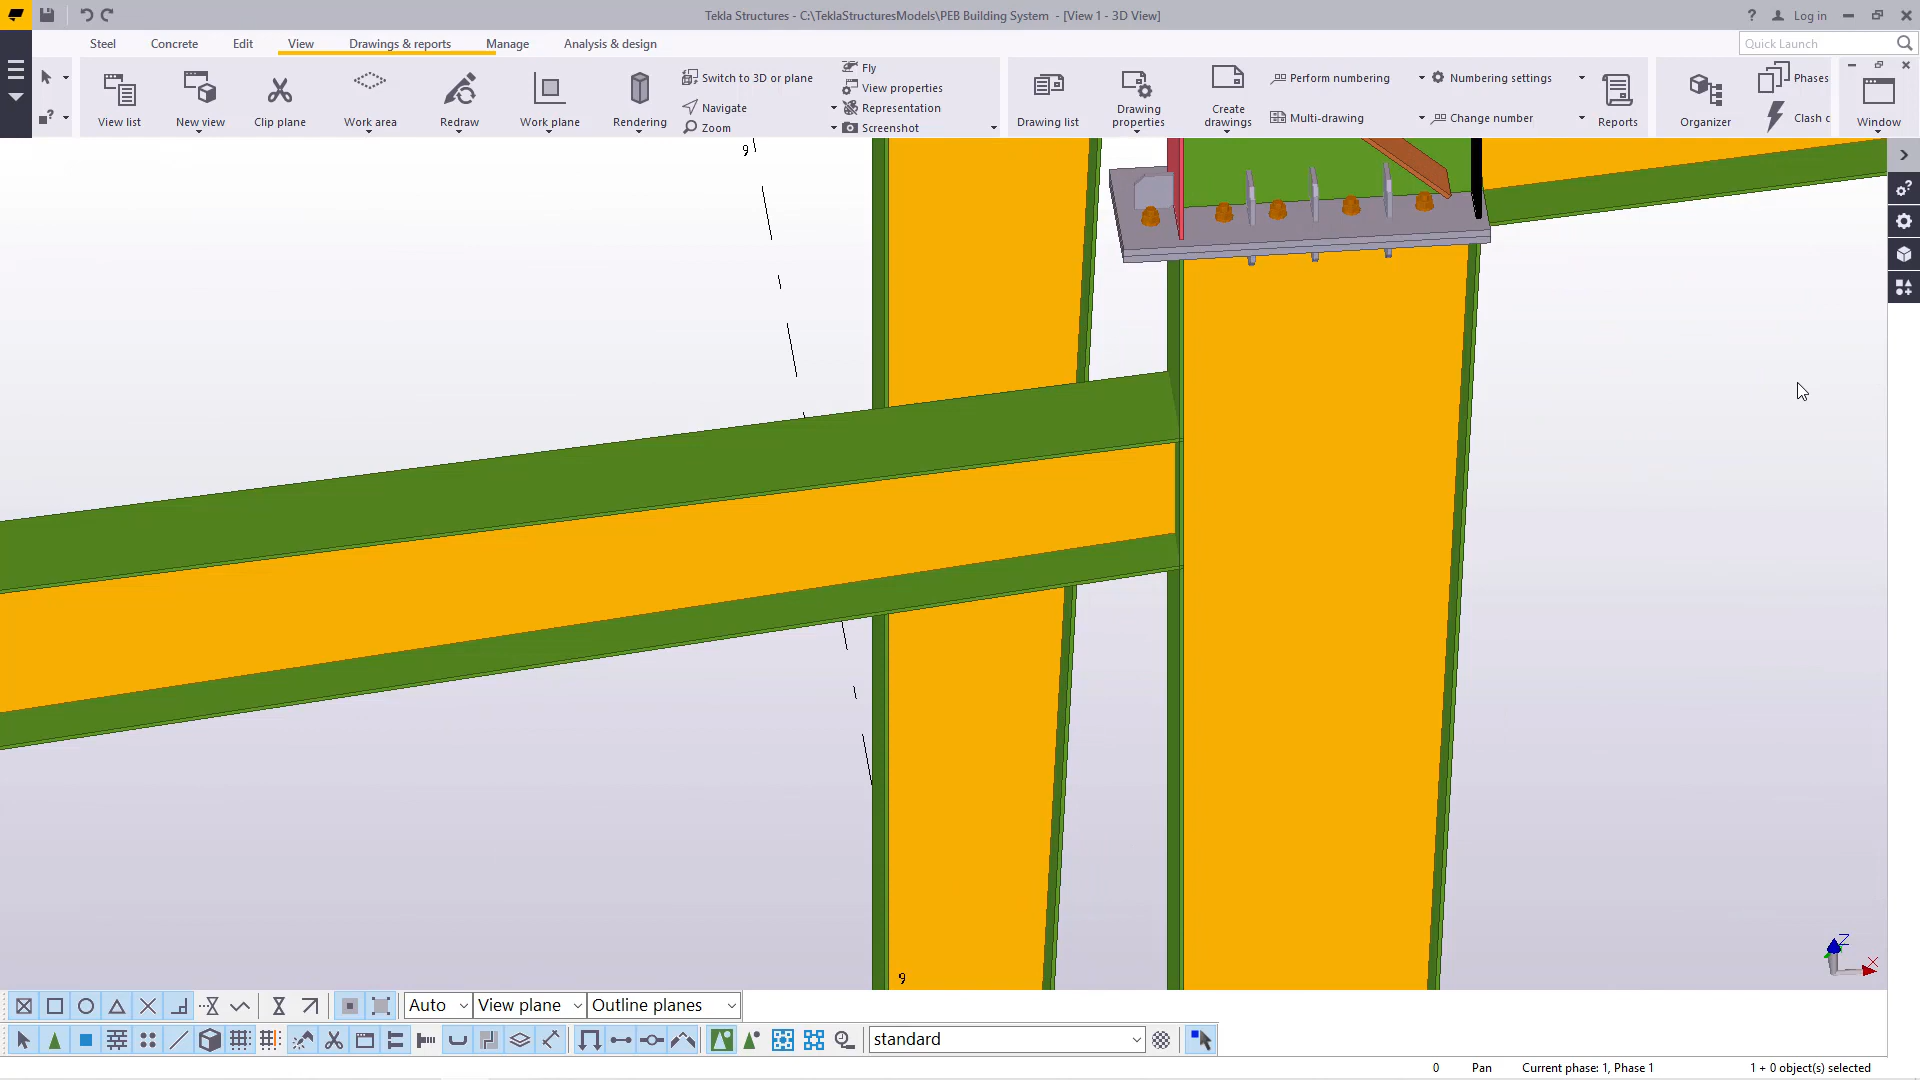 Tekla Structures - C:\TeklaStructuresModels\PEB Building System - [View 1 - 3D View]
? Log in
Steel Concrete Edit View Drawings & reports Manage Analysis & design
Quick Launch
View list
New view
Clip plane
Work area
Redraw
Work plane
Rendering
Switch to 3D or plane
Navigate
Zoom
Fly
View properties
Representation
Screenshot
Drawing list
Drawing
properties
Create
drawings
Perform numbering
Multi-drawing
Numbering settings
Change number
Reports
Organizer
Phases
Clash c
Window
9
9
Z
X
Auto View plane Outline planes
standard
0 Pan Current phase: 1, Phase 1 1 + 0 object(s) selected